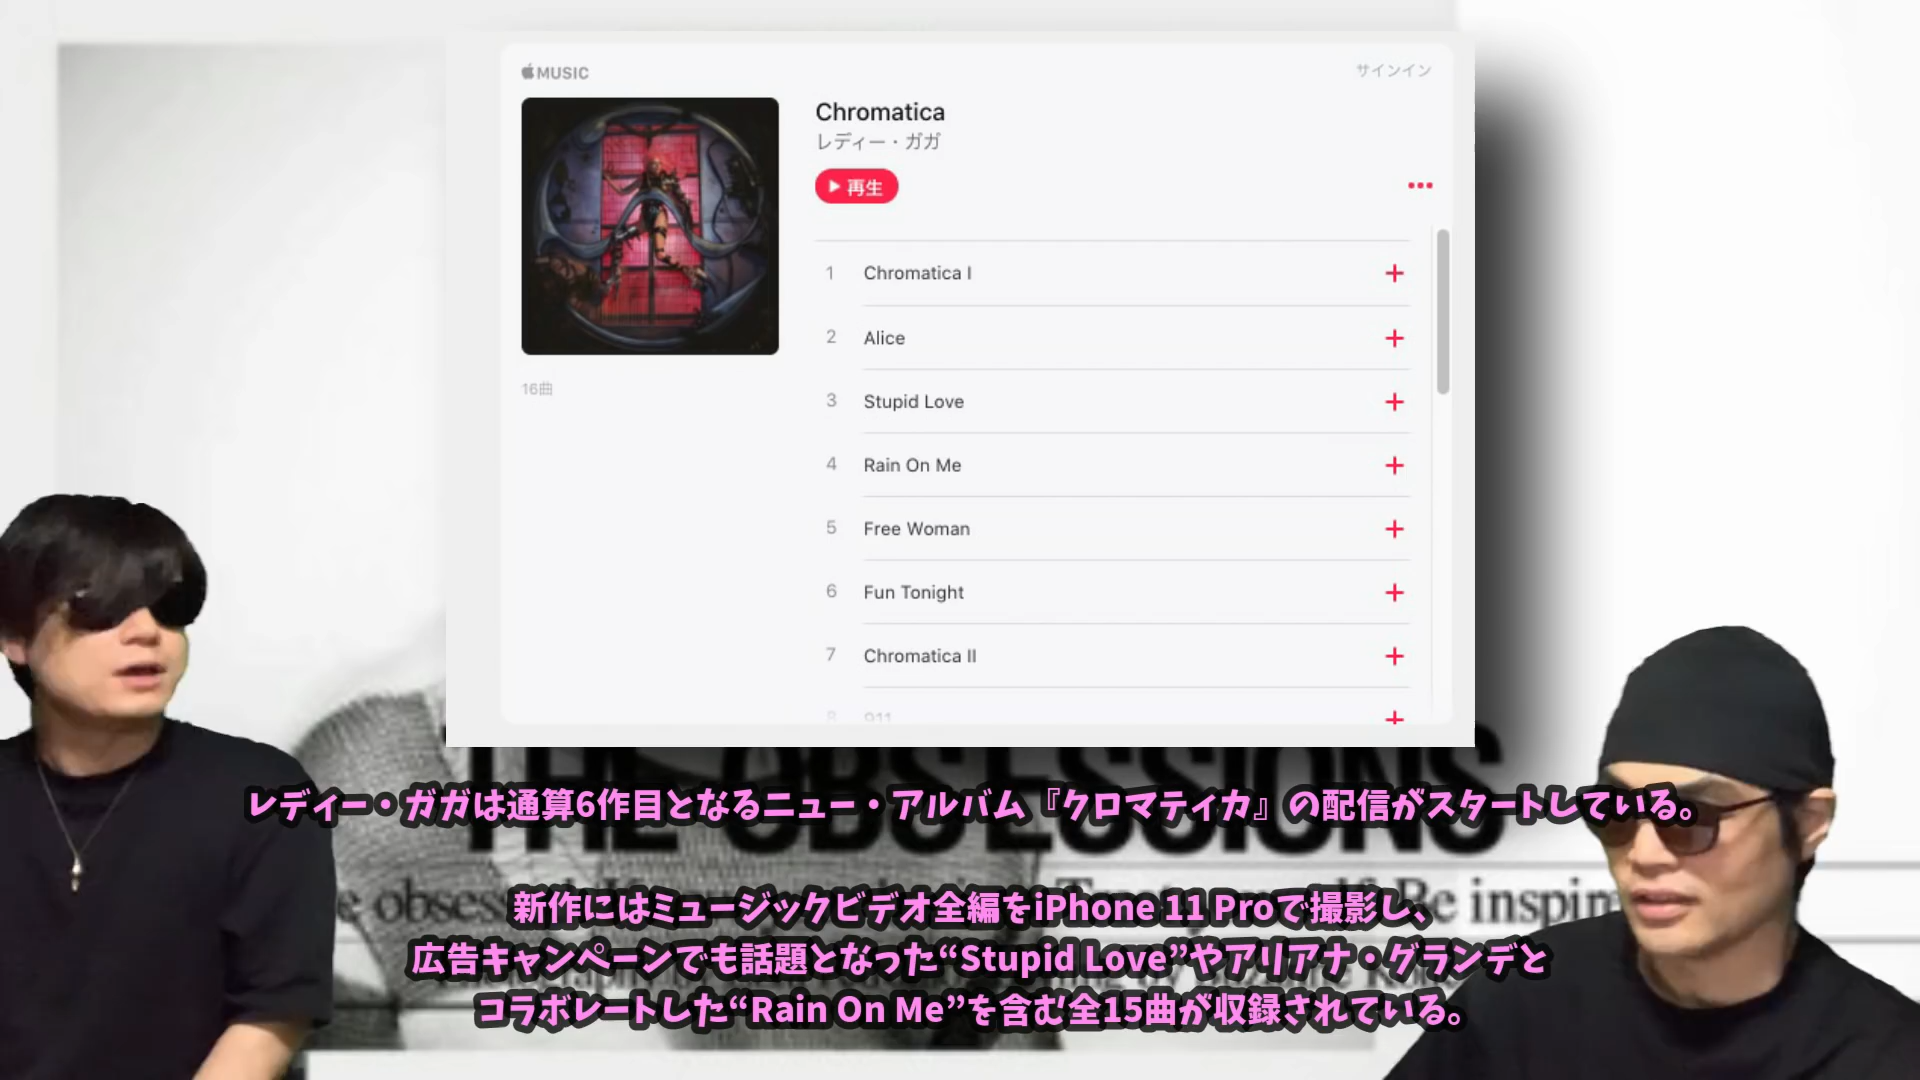 MUSIC
サインイン
Chromatica
レディー・ガガ
再生
16曲
1 Chromatica I
2 Alice
3 Stupid Love
4 Rain On Me
5 Free Woman
6 Fun Tonight
7 Chromatica II
8 911
THE OBSESSIONS
レディー・ガガは通算6作目となるニュー・アルバム『クロマティカ』の配信がスタートしている。
新作にはミュージックビデオ全編をiPhone 11 Proで撮影し、
広告キャンペーンでも話題となった“Stupid Love”やアリアナ・グランデと
コラボレートした“Rain On Me”を含む全15曲が収録されている。